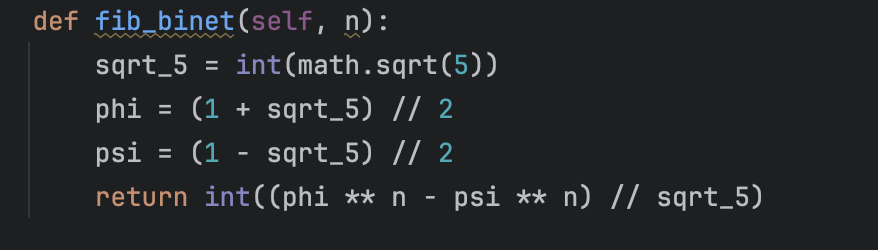 def fib_binet(self, n):
    sqrt_5 = int(math.sqrt(5))
    phi = (1 + sqrt_5) // 2
    psi = (1 - sqrt_5) // 2
    return int((phi ** n - psi ** n) // sqrt_5)